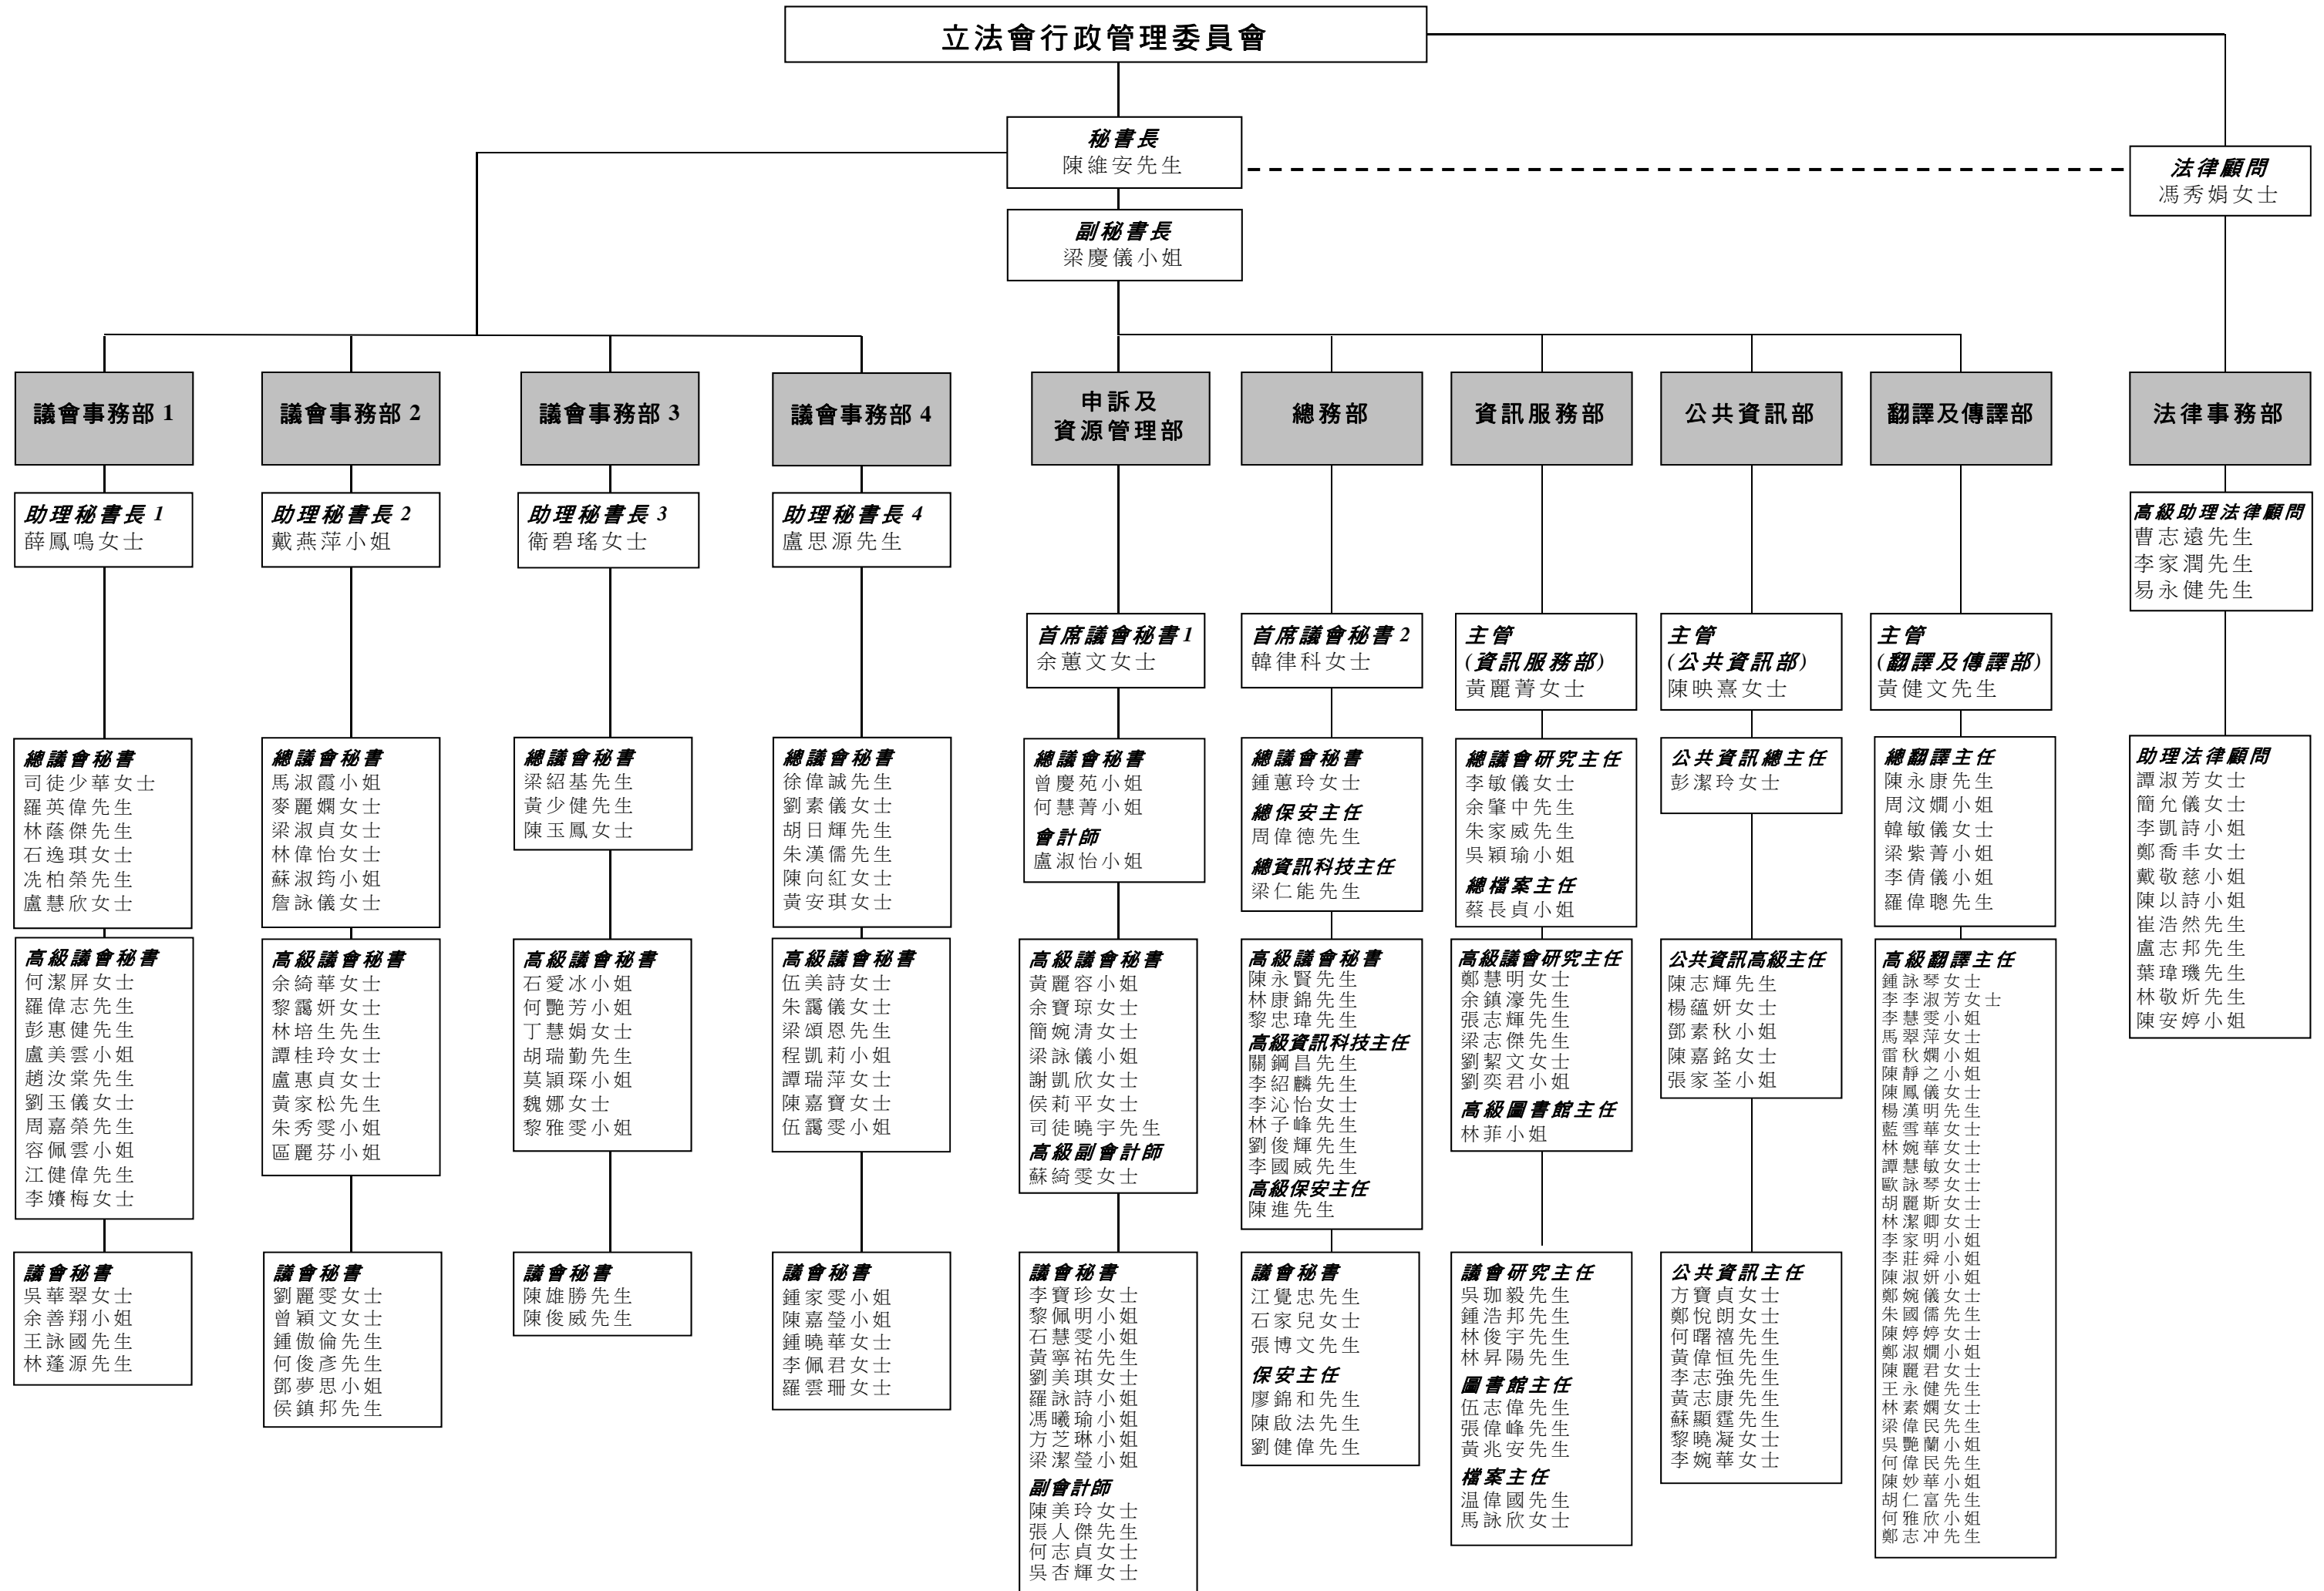 立法會行政管理委員會
秘書長
陳維安先生
法律顧問
馮秀娟女士
副秘書長
梁慶儀小姐
議會事務部 1
助理秘書長 1
薛鳳鳴女士
總議會秘書
司徒少華女士
羅英偉先生
林蔭傑先生
石逸琪女士
冼柏榮先生
盧慧欣女士
高級議會秘書
何潔屏女士
羅偉志先生
彭惠健先生
盧美雲小姐
趙汝棠先生
劉玉儀女士
周嘉榮先生
容佩雲小姐
江健偉先生
李嬪梅女士
議會秘書
吳華翠女士
余善翔小姐
王詠國先生
林蓬源先生
議會事務部 2
助理秘書長 2
戴燕萍小姐
總議會秘書
馬淑霞小姐
麥麗嫻女士
梁淑貞女士
林偉怡女士
蘇淑筠小姐
詹詠儀女士
高級議會秘書
余綺華女士
黎靄妍女士
林培生先生
譚桂玲女士
盧惠貞女士
黃家松先生
朱秀雯小姐
區麗芬小姐
議會秘書
劉麗雯女士
曾穎文女士
鍾傲倫先生
何俊彥先生
鄧夢思小姐
侯鎮邦先生
議會事務部 3
助理秘書長 3
衛碧瑤女士
總議會秘書
梁紹基先生
黃少健先生
陳玉鳳女士
高級議會秘書
石愛冰小姐
何艷芳小姐
丁慧娟女士
胡瑞勤先生
莫穎琛小姐
魏娜女士
黎雅雯小姐
議會秘書
陳雄勝先生
陳俊威先生
議會事務部 4
助理秘書長 4
盧思源先生
總議會秘書
徐偉誠先生
劉素儀女士
胡日輝先生
朱漢儒先生
陳向紅女士
黃安琪女士
高級議會秘書
伍美詩女士
朱靄儀女士
梁頌恩先生
程凱莉小姐
譚瑞萍女士
陳嘉寶女士
伍靄雯小姐
議會秘書
鍾家雯小姐
陳嘉瑩小姐
鍾曉華女士
李佩君女士
羅雲珊女士
申訴及
資源管理部
首席議會秘書 1
余蕙文女士
總議會秘書
曾慶苑小姐
何慧菁小姐
會計師
盧淑怡小姐
高級議會秘書
黃麗容小姐
余寶琼女士
簡婉清女士
梁詠儀小姐
謝凱欣女士
侯莉平女士
司徒曉宇先生
高級副會計師
蘇綺雯女士
議會秘書
李寶珍女士
黎佩明小姐
石慧雯小姐
黃寧祐先生
劉美琪女士
羅詠詩小姐
馮曦瑜小姐
方芝琳小姐
梁潔瑩小姐
副會計師
陳美玲女士
張人傑先生
何志貞女士
吳杏輝女士
總務部
首席議會秘書 2
韓律科女士
總議會秘書
鍾蕙玲女士
總保安主任
周偉德先生
總資訊科技主任
梁仁能先生
高級議會秘書
陳永賢先生
林康錦先生
黎忠瑋先生
高級資訊科技主任
關鋼昌先生
李紹麟先生
李沁怡女士
林子峰先生
劉俊輝先生
李國威先生
高級保安主任
陳進先生
議會秘書
江覺忠先生
石家兒女士
張博文先生
保安主任
廖錦和先生
陳啟法先生
劉健偉先生
資訊服務部
主管
(資訊服務部)
黃麗菁女士
總議會研究主任
李敏儀女士
余肇中先生
朱家威先生
吳穎瑜小姐
總檔案主任
蔡長貞小姐
高級議會研究主任
鄭慧明女士
余鎮濠先生
張志輝先生
梁志傑先生
劉絜文女士
劉奕君小姐
高級圖書館主任
林菲小姐
議會研究主任
吳珈毅先生
鍾浩邦先生
林俊宇先生
林昇陽先生
圖書館主任
伍志偉先生
張偉峰先生
黃兆安先生
檔案主任
温偉國先生
馬詠欣女士
公共資訊部
主管
(公共資訊部)
陳映熹女士
公共資訊總主任
彭潔玲女士
公共資訊高級主任
陳志輝先生
楊蘊妍女士
鄧素秋小姐
陳嘉銘女士
張家荃小姐
公共資訊主任
方寶貞女士
鄭悅朗女士
何曙禧先生
黃偉恒先生
李志強先生
黃志康先生
蘇顯霆先生
黎曉凝女士
李婉華女士
翻譯及傳譯部
主管
(翻譯及傳譯部)
黃健文先生
總翻譯主任
陳永康先生
周汶嫺小姐
韓敏儀女士
梁紫菁小姐
李倩儀小姐
羅偉聰先生
高級翻譯主任
鍾詠琴女士
李李淑芳女士
李慧雯小姐
馬翠萍女士
雷秋嫻小姐
陳靜之小姐
陳鳳儀女士
楊漢明先生
藍雪華女士
林婉華女士
譚慧敏女士
歐詠琴女士
胡麗斯女士
林潔卿女士
李家明小姐
李莊舜小姐
陳淑妍小姐
鄭婉儀女士
朱國儒先生
陳婷婷女士
鄭淑嫻小姐
陳麗君女士
王永健先生
林素嫻女士
梁偉民先生
吳艷蘭小姐
何偉民先生
陳妙華小姐
胡仁富先生
何雅欣小姐
鄭志冲先生
法律事務部
高級助理法律顧問
曹志遠先生
李家潤先生
易永健先生
助理法律顧問
譚淑芳女士
簡允儀女士
李凱詩小姐
鄭喬丰女士
戴敬慈小姐
陳以詩小姐
崔浩然先生
盧志邦先生
葉瑋璣先生
林敬炘先生
陳安婷小姐